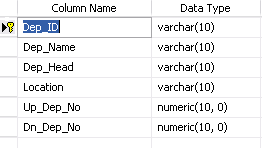 Column Name Data Type
Dep_ID varchar(10)
Dep_Name varchar(10)
Dep_Head varchar(10)
Location varchar(10)
Up_Dep_No numeric(10, 0)
Dn_Dep_No numeric(10, 0)